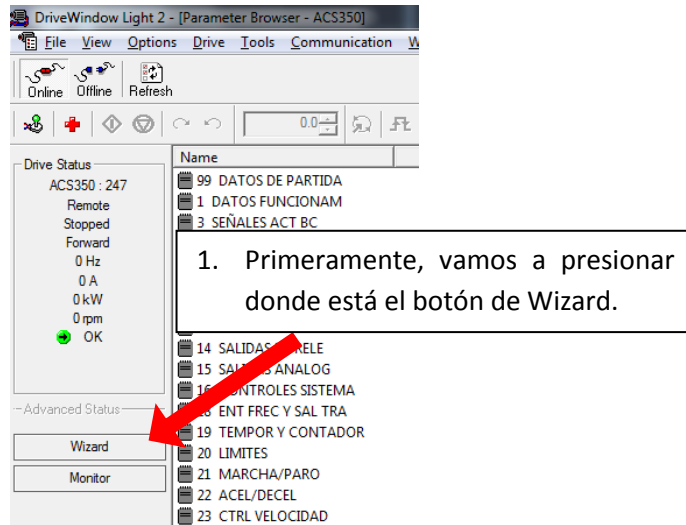 DriveWindow Light 2 - [Parameter Browser - ACS350]
File View Options Drive Tools Communication W
Online Offline Refresh
0.0
Drive Status
ACS350 : 247
Remote
Stopped
Forward
0 Hz
0 A
0 kW
0 rpm
OK
Advanced Status
Wizard
Monitor
Name
99 DATOS DE PARTIDA
1 DATOS FUNCIONAM
3 SEÑALES ACT BC
1. Primeramente, vamos a presionar
donde está el botón de Wizard.
14 SALIDAS RELE
15 ANALOG
16 CONTROLES SISTEMA
ENT FREC Y SAL TRA
19 TEMPOR Y CONTADOR
20 LIMITES
21 MARCHA/PARO
22 ACEL/DECEL
23 CTRL VELOCIDAD